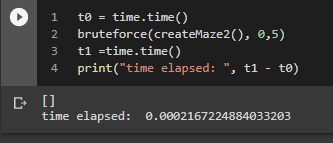 1 t0 = time.time()
2 bruteforce(createMaze2(), 0,5)
3 t1 =time.time()
4 print("time elapsed: ", t1 - t0)
[]
time elapsed:  0.0002167224884033203